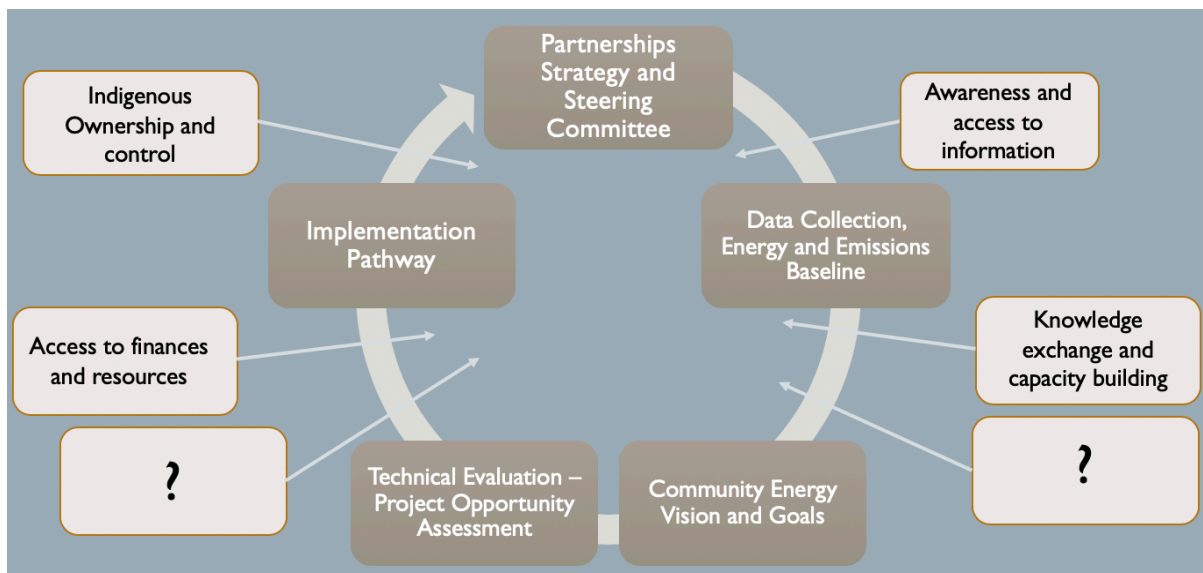 Partnerships
Strategy and
Steering
Committee
Indigenous
Ownership and
control
Awareness and
access to
information
Implementation
Pathway
Data Collection,
Energy and Emissions
Baseline
Access to finances
and resources
Knowledge
exchange and
capacity building
?
?
Technical Evaluation –
Project Opportunity
Assessment
Community Energy
Vision and Goals